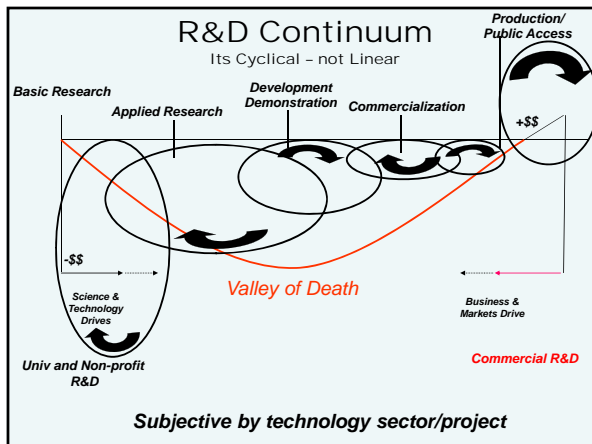 R&D Continuum
Its Cyclical – not Linear
Production/
Public Access
Basic Research
Applied Research
Development
Demonstration
Commercialization
+$$
-$$
Science &
Technology
Drives
Valley of Death
Business &
Markets Drive
Univ and Non-profit
R&D
Commercial R&D
Subjective by technology sector/project